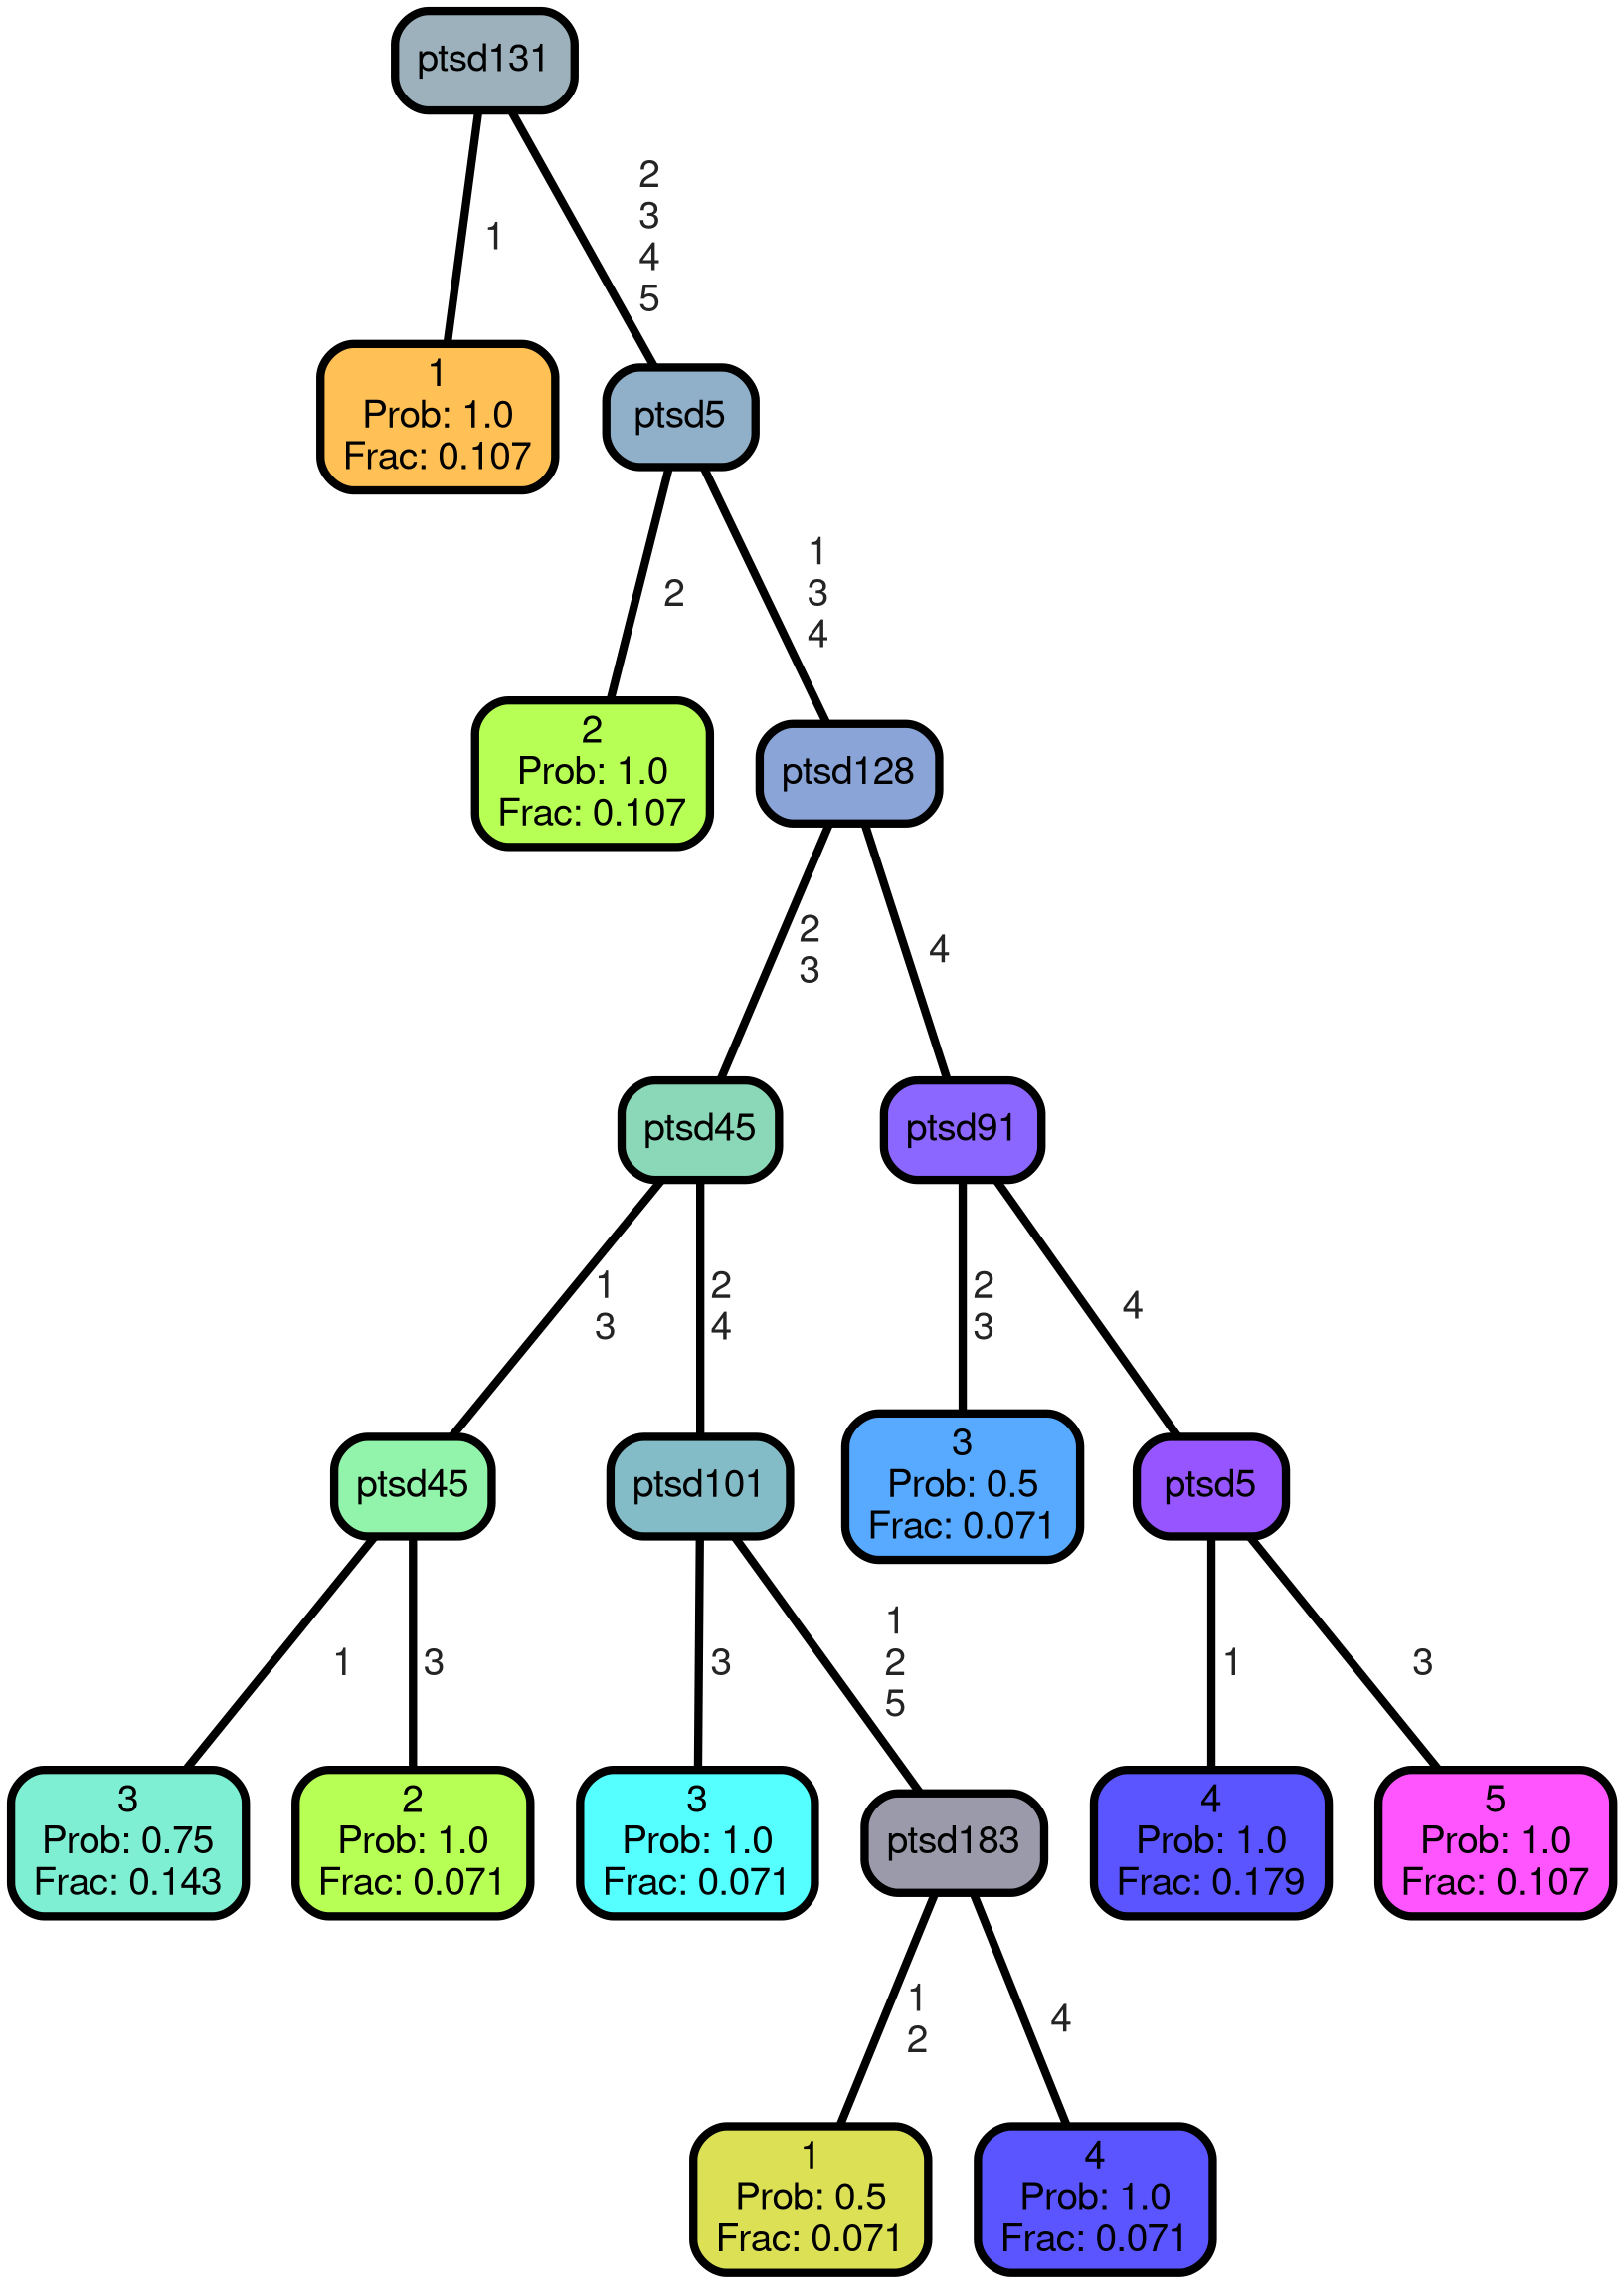 ptsd131
1
2
3
4
5
1
Prob: 1.0
Frac: 0.107
ptsd5
2
1
3
4
2
Prob: 1.0
Frac: 0.107
ptsd128
2
3
4
ptsd45
ptsd91
1
3
2
4
2
3
4
ptsd45
ptsd101
3
Prob: 0.5
Frac: 0.071
ptsd5
1
3
3
1
2
5
1
3
3
Prob: 0.75
Frac: 0.143
2
Prob: 1.0
Frac: 0.071
3
Prob: 1.0
Frac: 0.071
ptsd183
4
Prob: 1.0
Frac: 0.179
5
Prob: 1.0
Frac: 0.107
1
2
4
1
Prob: 0.5
Frac: 0.071
4
Prob: 1.0
Frac: 0.071